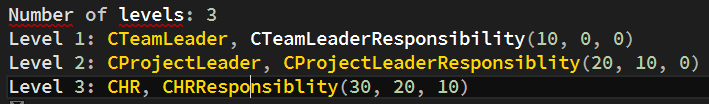 Number of levels: 3
Level 1: CTeamLeader, CTeamLeaderResponsibility(10, 0, 0)
Level 2: CProjectLeader, CProjectLeaderResponsiblity(20, 10, 0)
Level 3: CHR, CHRResponsiblity(30, 20, 10)